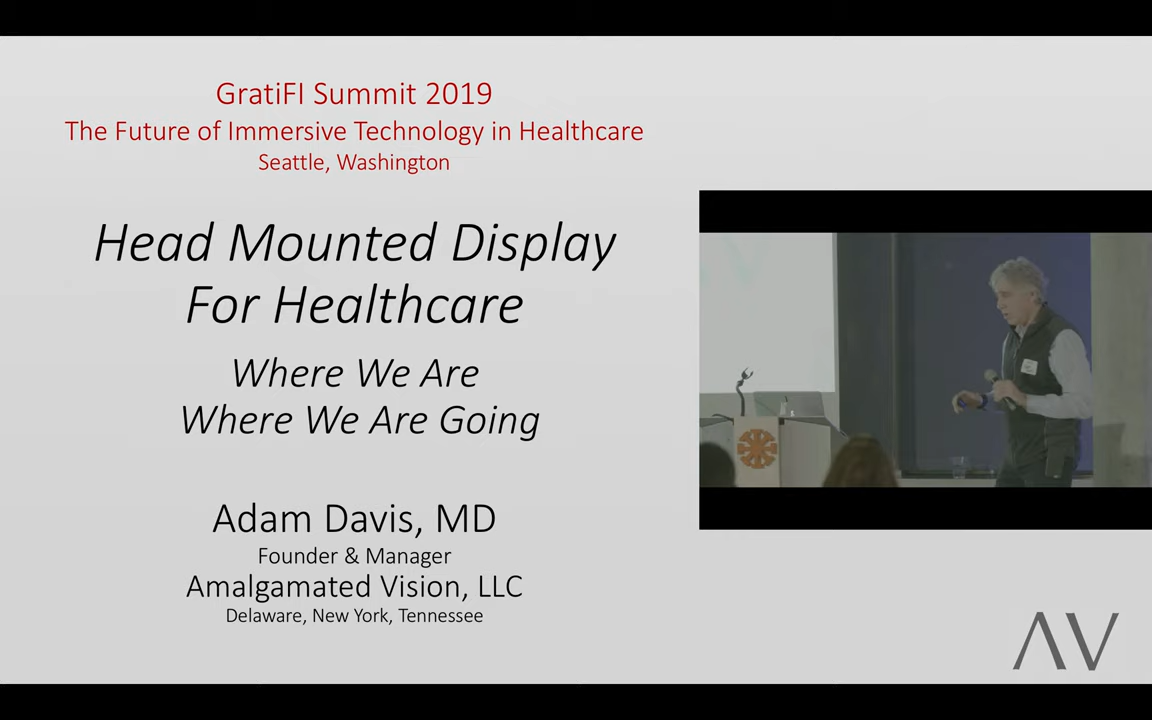 GratiFI Summit 2019
The Future of Immersive Technology in Healthcare
Seattle, Washington
Head Mounted Display
For Healthcare
Where We Are
Where We Are Going
Adam Davis, MD
Founder & Manager
Amalgamated Vision, LLC
Delaware, New York, Tennessee
AV